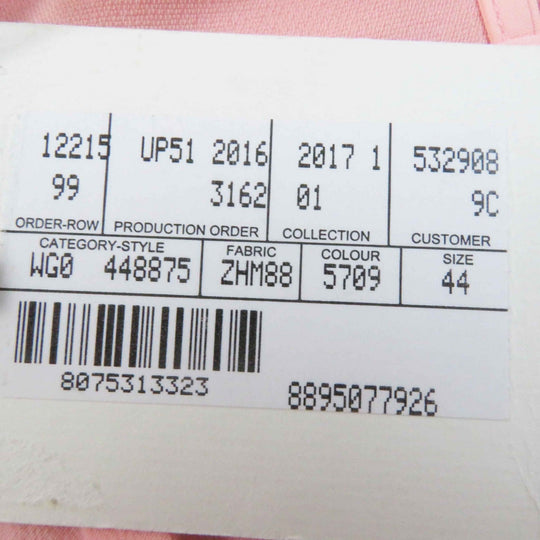 12215 UP51 2016 2017 1 532908
99 3162 01 9C
ORDER-ROW PRODUCTION ORDER COLLECTION CUSTOMER
CATEGORY-STYLE FABRIC COLOUR SIZE
WG0 448875 ZHM88 5709 44
8075313323 8895077926